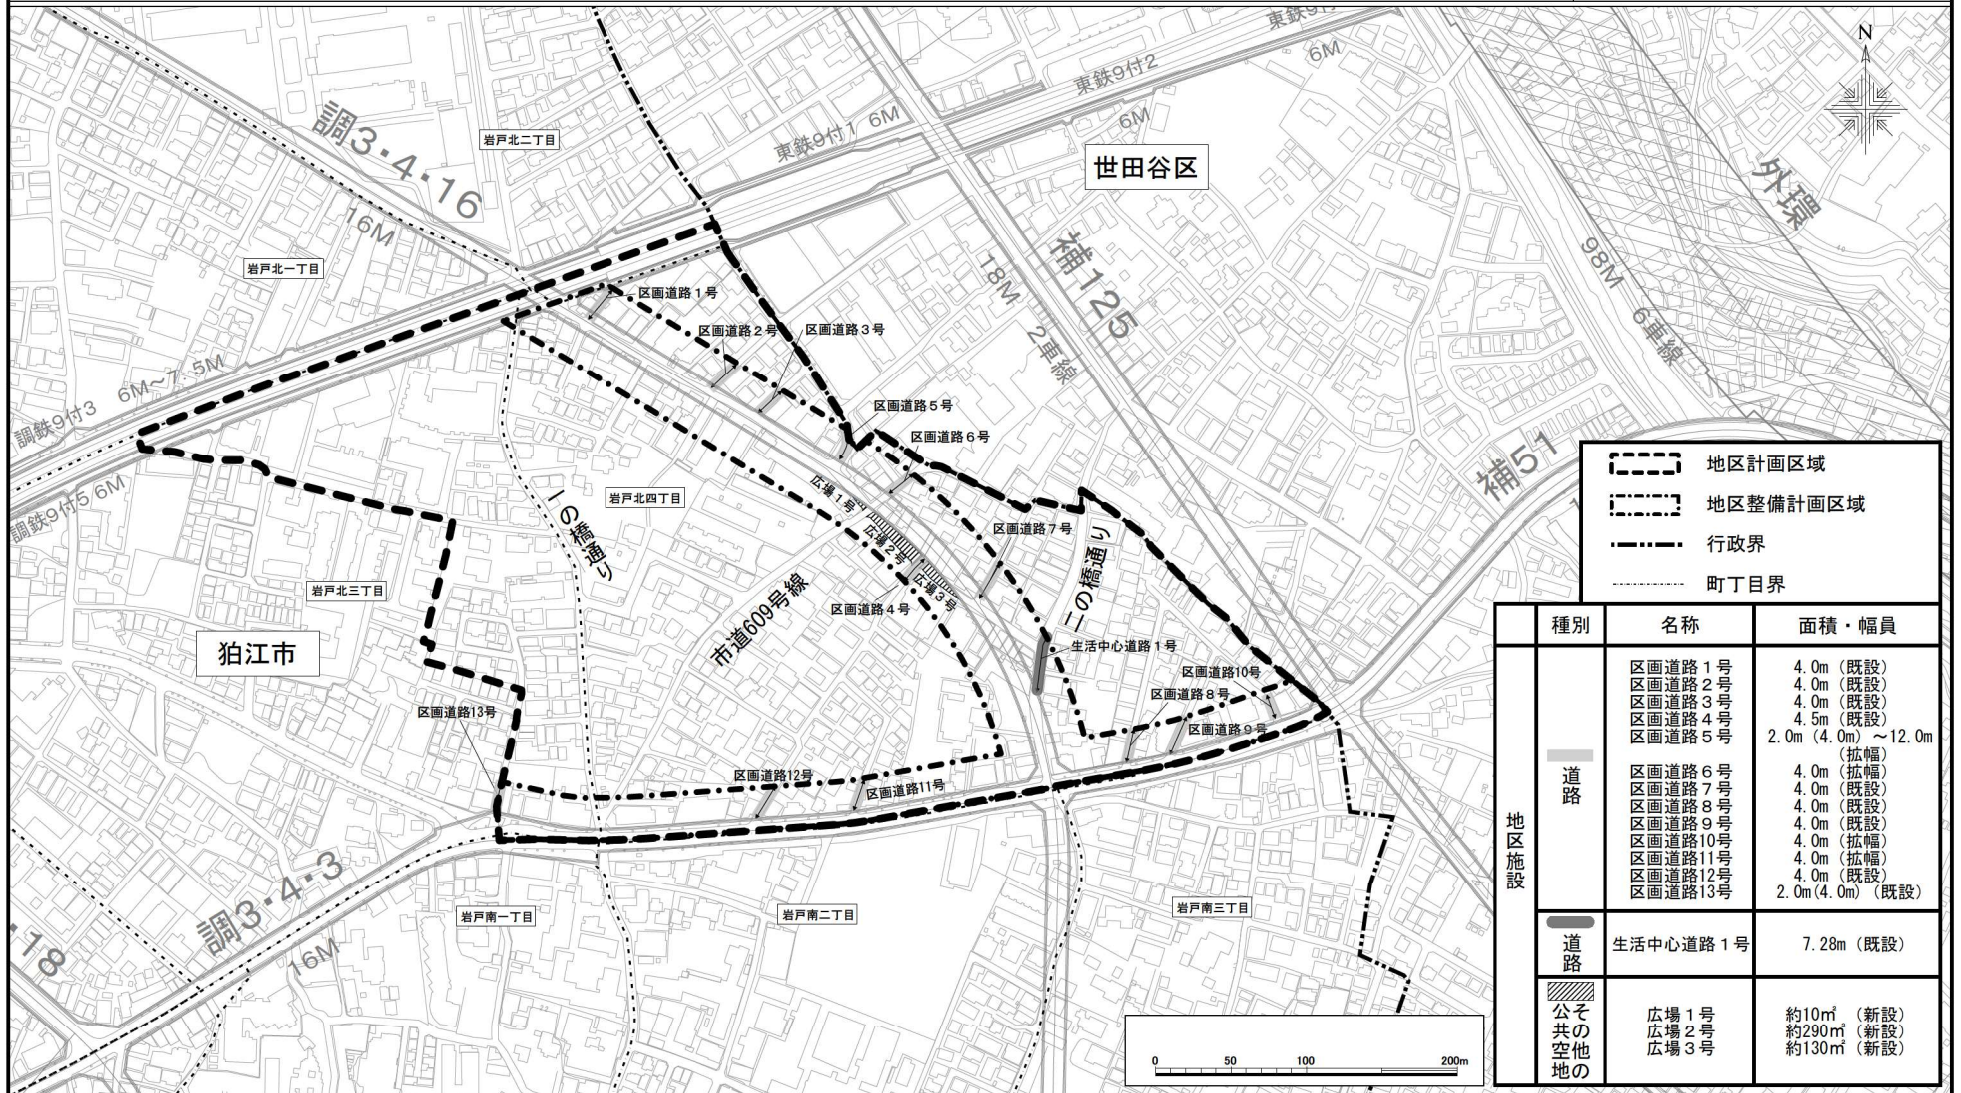 東鉄9付1 6M
東鉄9付2
6M
6M
N
調3・4・16
16M
岩戸北二丁目
世田谷区
外環
98M
6車線
岩戸北一丁目
補125
18M
2車線
区画道路1号
区画道路2号
区画道路3号
調鉄9付3 6M～7.5M
調鉄9付5 6M
区画道路5号
区画道路6号
補51
広場1号
岩戸北四丁目
一の橋通り
広場2号
区画道路7号
二の橋通り
広場3号
区画道路4号
市道609号線
岩戸北三丁目
狛江市
生活中心道路1号
区画道路10号
区画道路8号
区画道路9号
区画道路13号
区画道路12号
区画道路11号
調3・4・3
16M
・18
岩戸南一丁目
岩戸南二丁目
岩戸南三丁目
0 50 100 200m
地区計画区域
地区整備計画区域
行政界
町丁目界
種別 名称 面積・幅員
地区施設
道路
区画道路1号 4.0m（既設）
区画道路2号 4.0m（既設）
区画道路3号 4.0m（既設）
区画道路4号 4.5m（既設）
区画道路5号 2.0m（4.0m）～12.0m
（拡幅）
区画道路6号 4.0m（拡幅）
区画道路7号 4.0m（拡幅）
区画道路8号 4.0m（既設）
区画道路9号 4.0m（既設）
区画道路10号 4.0m（拡幅）
区画道路11号 4.0m（拡幅）
区画道路12号 4.0m（既設）
区画道路13号 2.0m(4.0m)（既設）
道路 生活中心道路1号 7.28m（既設）
その他の
公共空地
広場1号 約10㎡（新設）
広場2号 約290㎡（新設）
広場3号 約130㎡（新設）